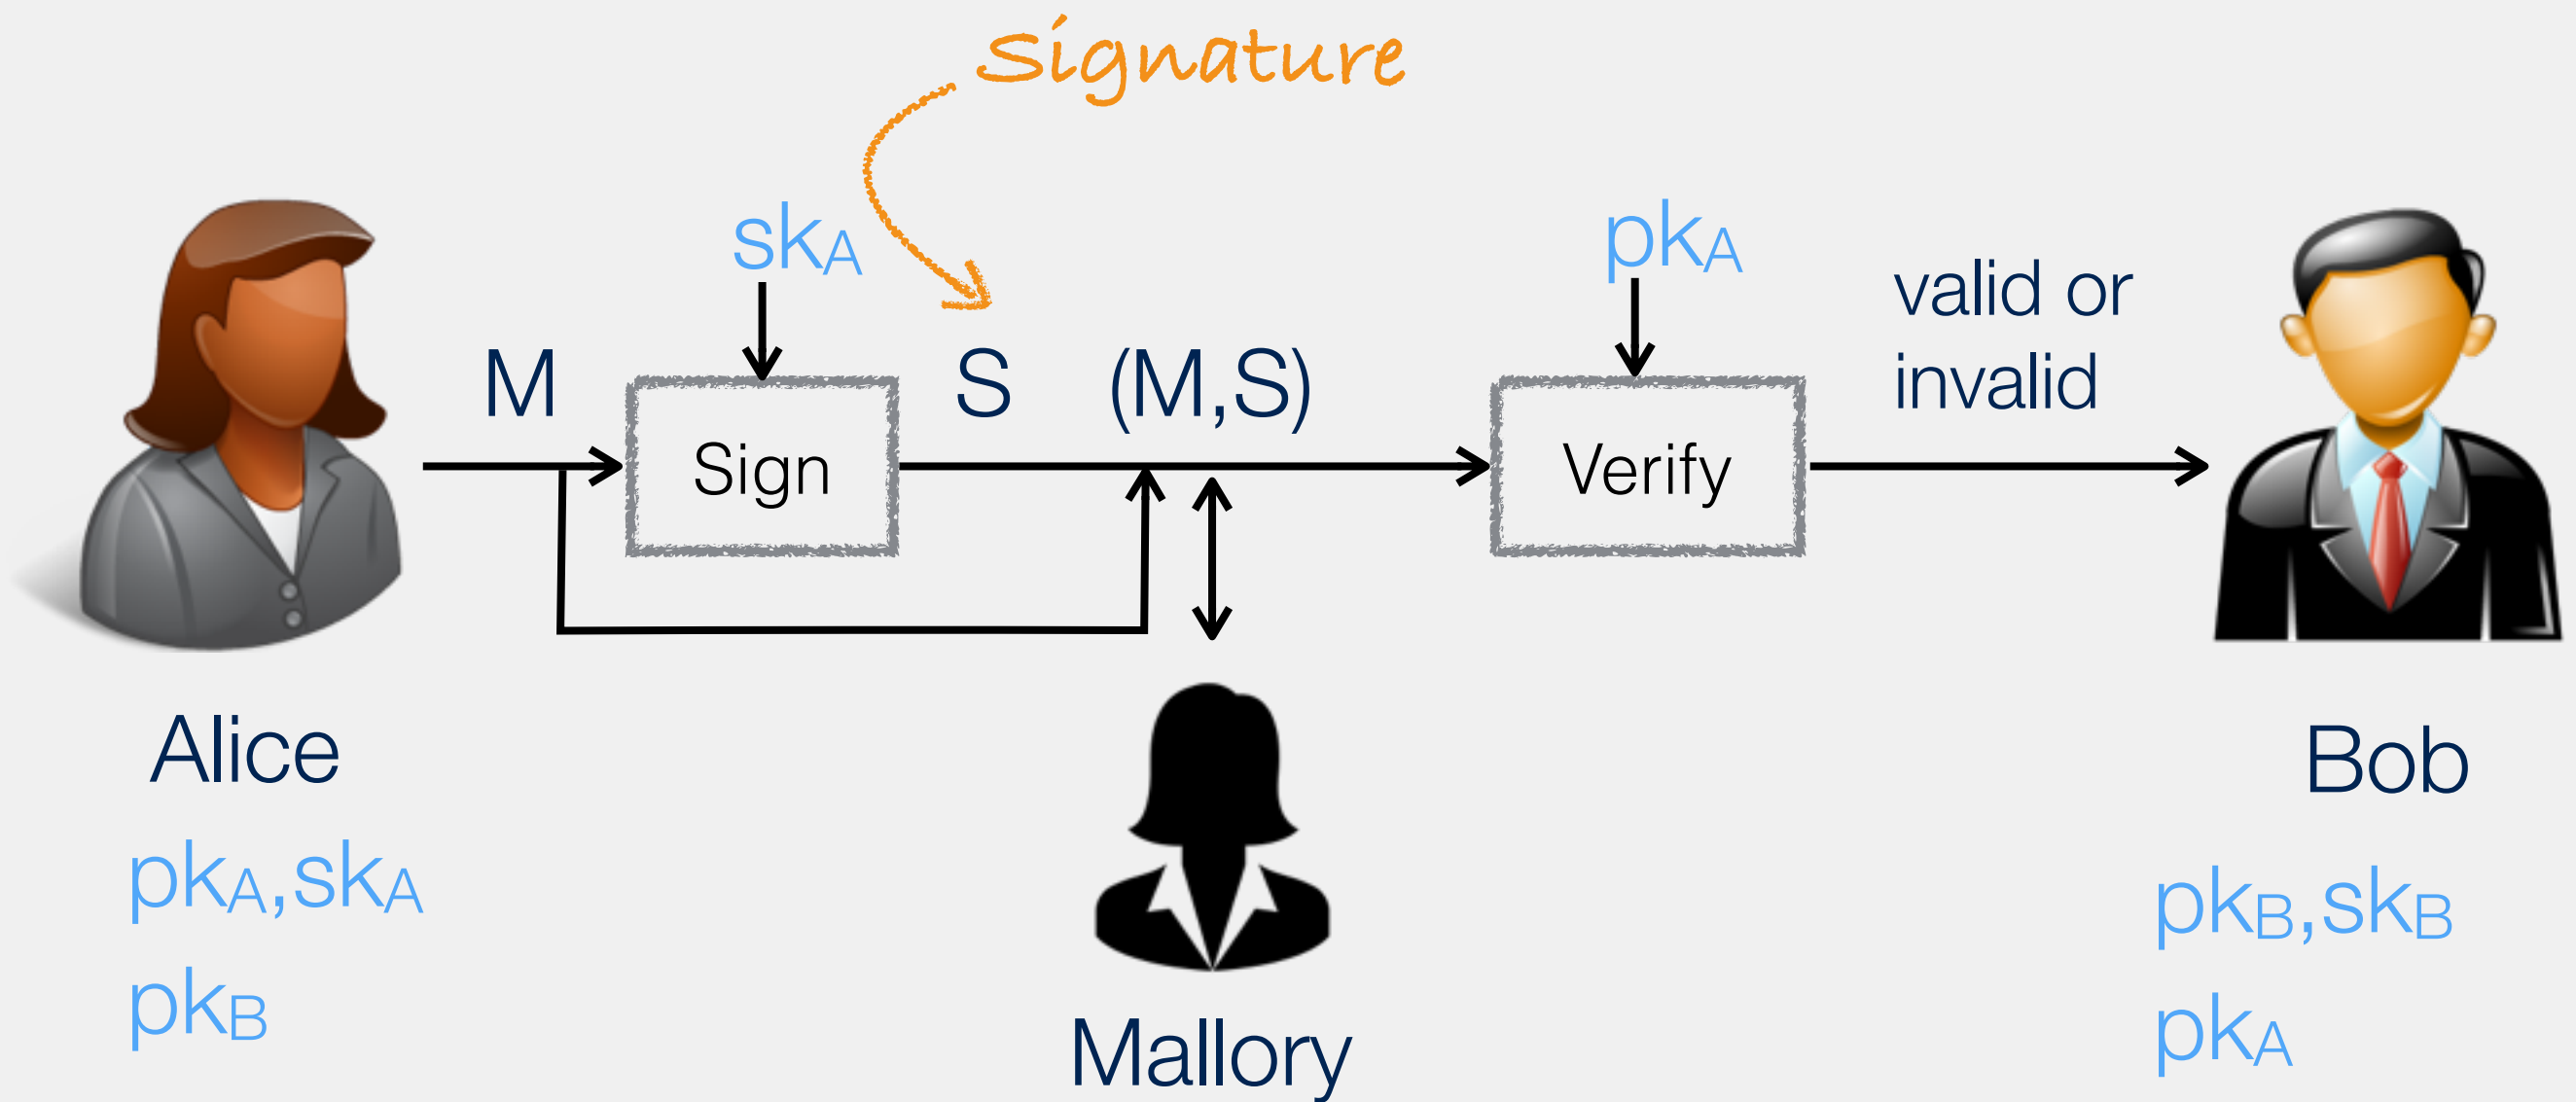 Signature
skA
pkA
valid or
invalid
M
S
(M,S)
Sign
Verify
Alice
pkA,skA
pkB
Mallory
Bob
pkB,skB
pkA